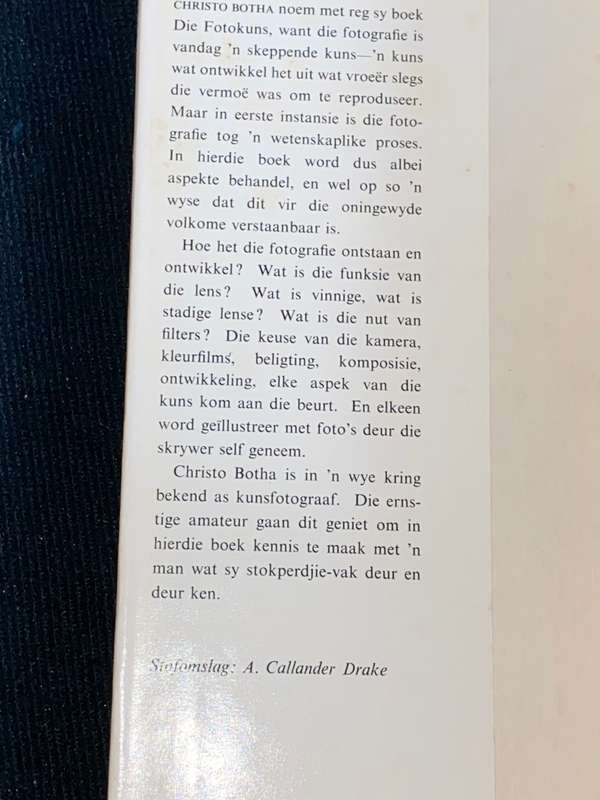 CHRISTO BOTHA noem met reg sy boek
Die Fotokuns, want die fotografie is
vandag 'n skeppende kuns—'n kuns
wat ontwikkel het uit wat vroeër slegs
die vermoë was om te reproduseer.
Maar in eerste instansie is die foto-
grafie tog 'n wetenskaplike proses.
In hierdie boek word dus albei
aspekte behandel, en wel op so 'n
wyse dat dit vir die oningewyde
volkome verstaanbaar is.
Hoe het die fotografie ontstaan en
ontwikkel? Wat is die funksie van
die lens? Wat is vinnige, wat is
stadige lense? Wat is die nut van
filters? Die keuse van die kamera,
kleurfilms, beligting, komposisie,
ontwikkeling, elke aspek van die
kuns kom aan die beurt. En elkeen
word geïllustreer met foto's deur die
skrywer self geneem.
Christo Botha is in 'n wye kring
bekend as kunsfotograaf. Die erns-
tige amateur gaan dit geniet om in
hierdie boek kennis te maak met 'n
man wat sy stokperdjie-vak deur en
deur ken.
Stofomslag: A. Callander Drake